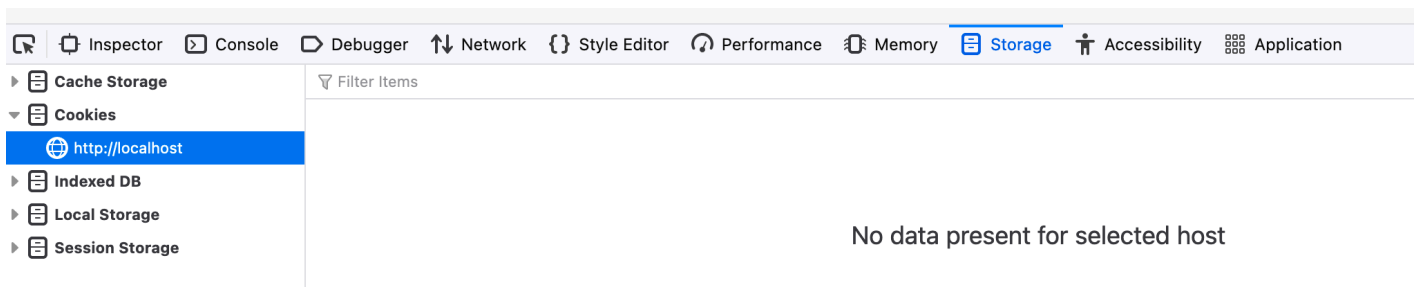 Inspector Console Debugger Network Style Editor Performance Memory Storage Accessibility Application
Cache Storage
Filter Items
Cookies
http://localhost
Indexed DB
Local Storage
Session Storage
No data present for selected host